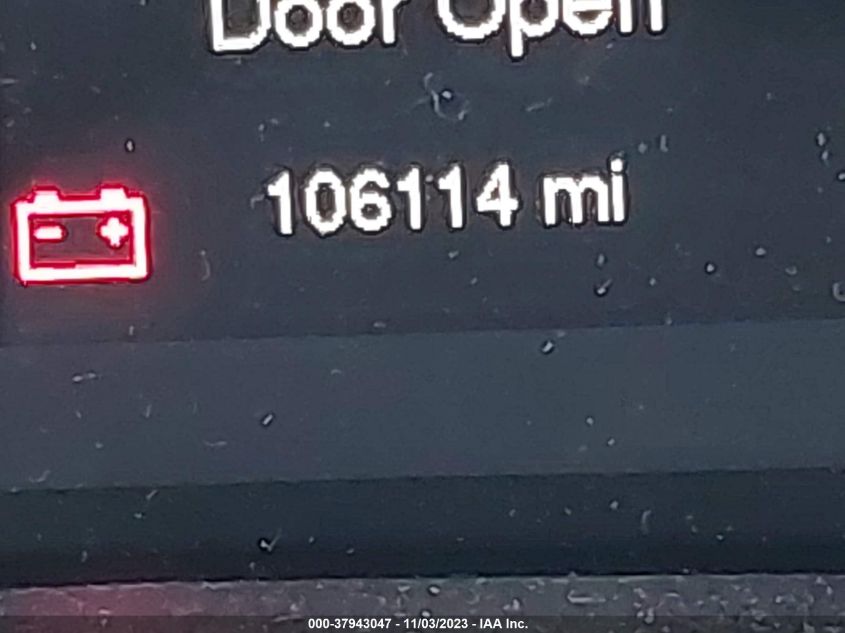 Door Open
106114 mi
000-37943047 - 11/03/2023 - IAA Inc.